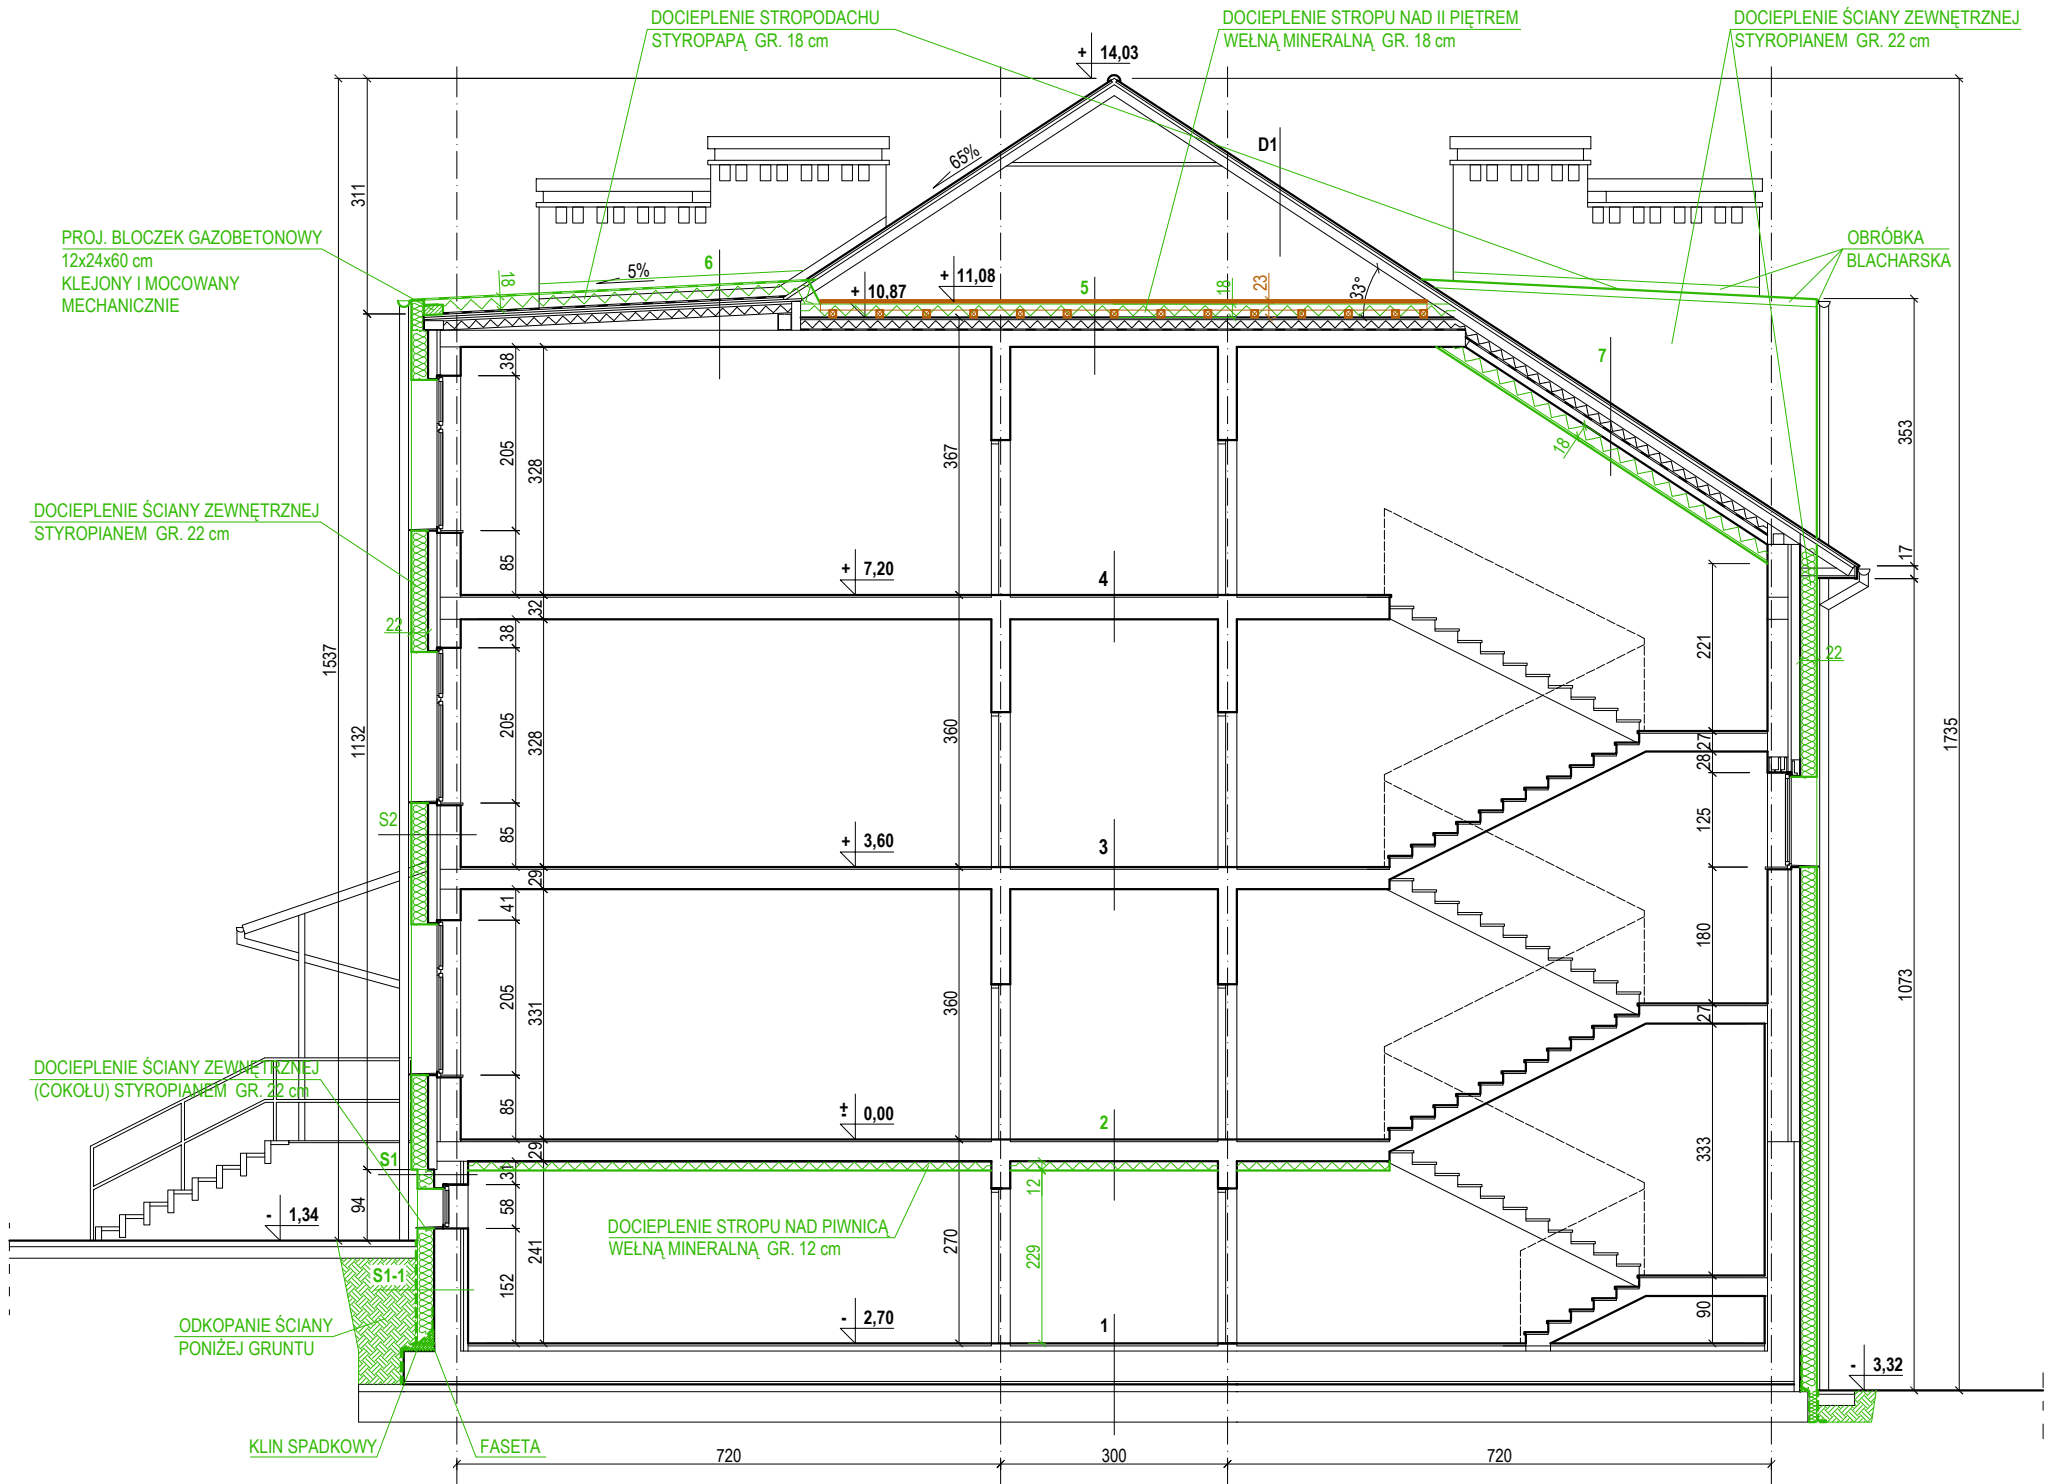 DOCIEPLENIE STROPODACHU
STYROPAPĄ GR. 18 cm
DOCIEPLENIE STROPU NAD II PIĘTREM
WEŁNĄ MINERALNĄ GR. 18 cm
DOCIEPLENIE ŚCIANY ZEWNĘTRZNEJ
STYROPIANEM GR. 22 cm
+ 14,03
D1
65%
311
PROJ. BLOCZEK GAZOBETONOWY
12x24x60 cm
KLEJONY I MOCOWANY
MECHANICZNIE
OBRÓBKA
BLACHARSKA
6
5%
18
+ 11,08
+ 10,87
5
18
23
33°
7
18
38
205
328
367
353
DOCIEPLENIE ŚCIANY ZEWNĘTRZNEJ
STYROPIANEM GR. 22 cm
85
+ 7,20
4
17
32
38
22
22
1537
221
1132
205
328
360
27
28
1735
S2
85
+ 3,60
3
125
29
41
180
205
331
360
27
1073
DOCIEPLENIE ŚCIANY ZEWNĘTRZNEJ
(COKOŁU) STYROPIANEM GR. 22 cm
85
± 0,00
2
29
S1
31
333
12
94
58
- 1,34
DOCIEPLENIE STROPU NAD PIWNICĄ
WEŁNĄ MINERALNĄ GR. 12 cm
241
270
229
S1-1
152
ODKOPANIE ŚCIANY
PONIŻEJ GRUNTU
- 2,70
1
90
- 3,32
KLIN SPADKOWY
FASETA
720
300
720